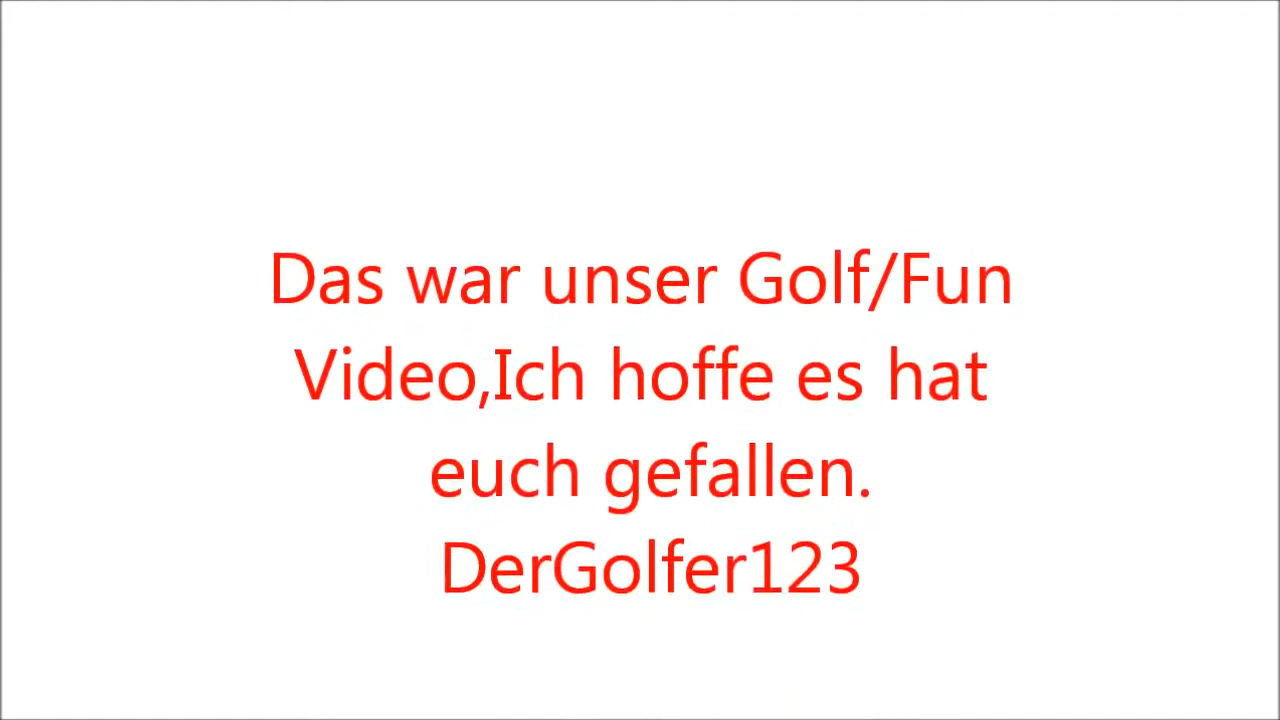 Das war unser Golf/Fun
Video,Ich hoffe es hat
euch gefallen.
DerGolfer123